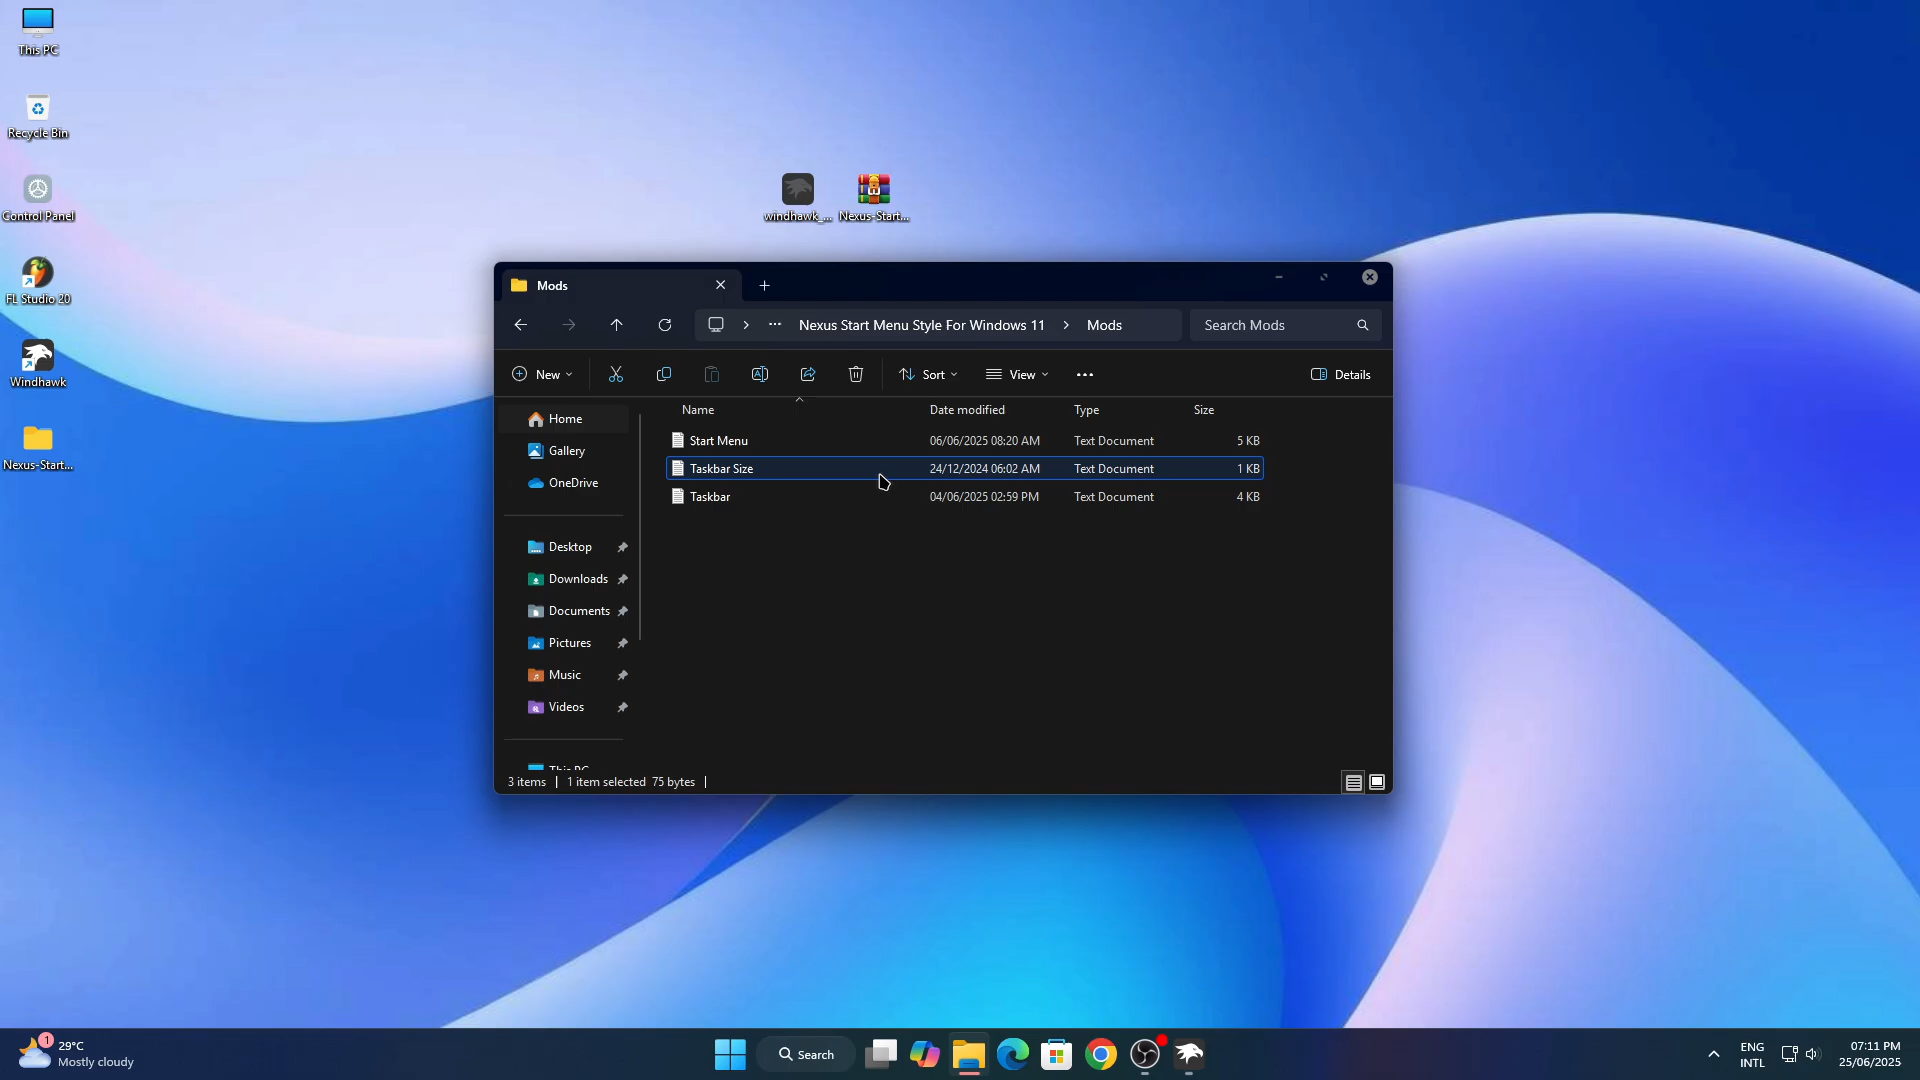 This PC
Recycle Bin
Control Panel
FL Studio 20
Windhawk
Nexus-Start...
windhawk_...
Nexus-Start...
Mods
Nexus Start Menu Style For Windows 11
Mods
Search Mods
New
Sort
View
Details
Name
Date modified
Type
Size
Start Menu
06/06/2025 08:20 AM
Text Document
5 KB
Taskbar Size
24/12/2024 06:02 AM
Text Document
1 KB
Taskbar
04/06/2025 02:59 PM
Text Document
4 KB
Home
Gallery
OneDrive
Desktop
Downloads
Documents
Pictures
Music
Videos
This PC
3 items
1 item selected 75 bytes
1
29°C
Mostly cloudy
Search
ENG
INTL
07:11 PM
25/06/2025